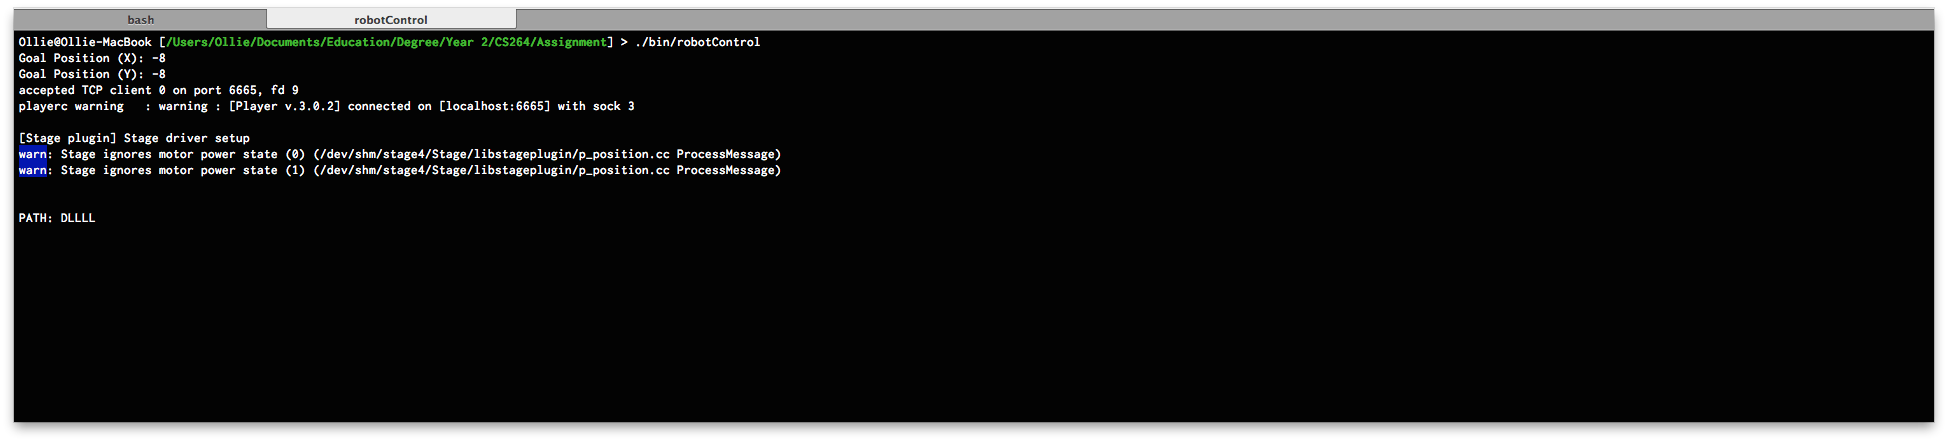 bash
robotControl
Ollie@Ollie-MacBook [/Users/Ollie/Documents/Education/Degree/Year 2/CS264/Assignment] > ./bin/robotControl
Goal Position (X): -8
Goal Position (Y): -8
accepted TCP client 0 on port 6665, fd 9
playerc warning   : warning : [Player v.3.0.2] connected on [localhost:6665] with sock 3
[Stage plugin] Stage driver setup
warn: Stage ignores motor power state (0) (/dev/shm/stage4/Stage/libstageplugin/p_position.cc ProcessMessage)
warn: Stage ignores motor power state (1) (/dev/shm/stage4/Stage/libstageplugin/p_position.cc ProcessMessage)
PATH: DLLLL